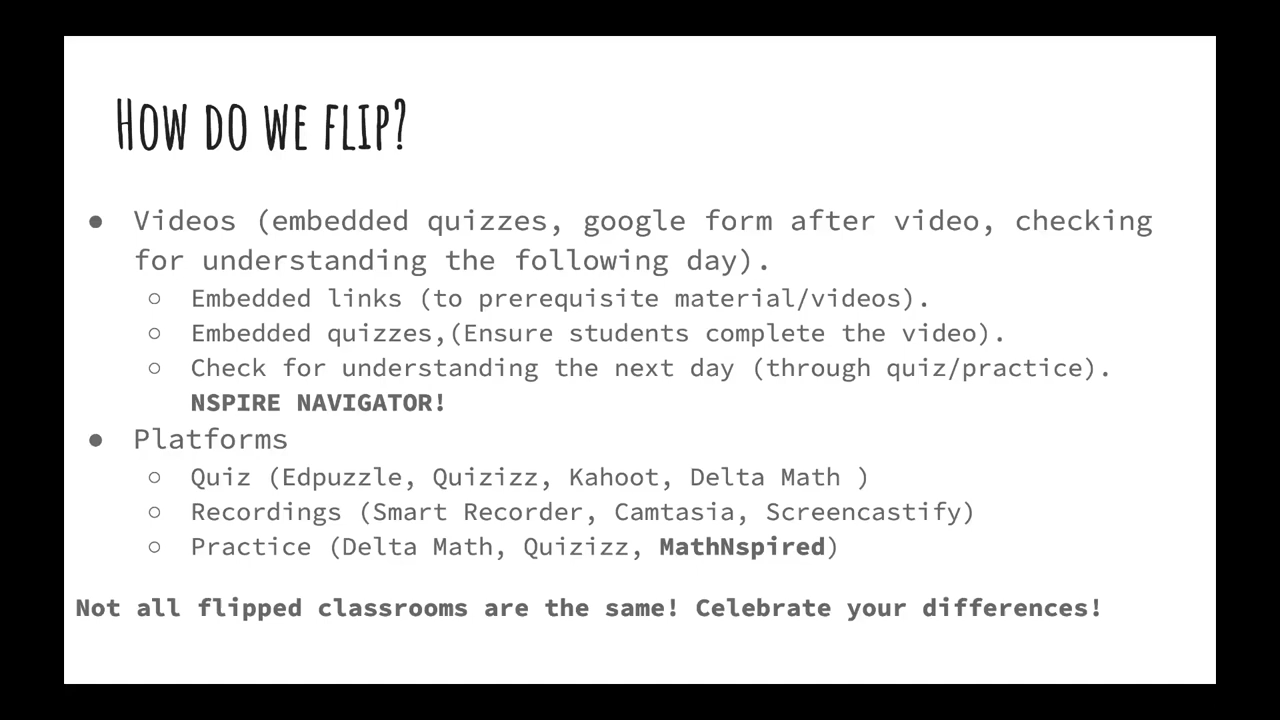 HOW DO WE FLIP?
● Videos (embedded quizzes, google form after video, checking
for understanding the following day).
○ Embedded links (to prerequisite material/videos).
○ Embedded quizzes,(Ensure students complete the video).
○ Check for understanding the next day (through quiz/practice).
NSPIRE NAVIGATOR!
● Platforms
○ Quiz (Edpuzzle, Quizizz, Kahoot, Delta Math )
○ Recordings (Smart Recorder, Camtasia, Screencastify)
○ Practice (Delta Math, Quizizz, MathNspired)
Not all flipped classrooms are the same! Celebrate your differences!